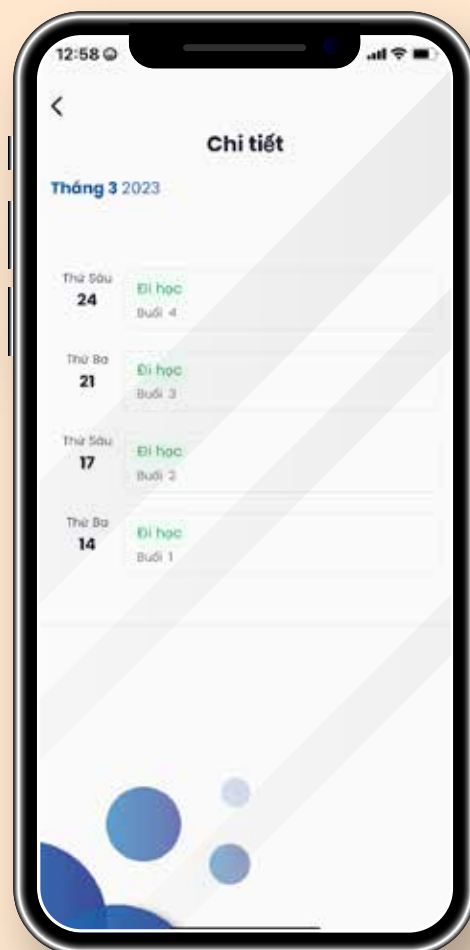 12:58
Chi tiết
Tháng 3 2023
Thứ Sáu
24
Đi học
Buổi 4
Thứ Ba
21
Đi học
Buổi 3
Thứ Sáu
17
Đi học
Buổi 2
Thứ Ba
14
Đi học
Buổi 1